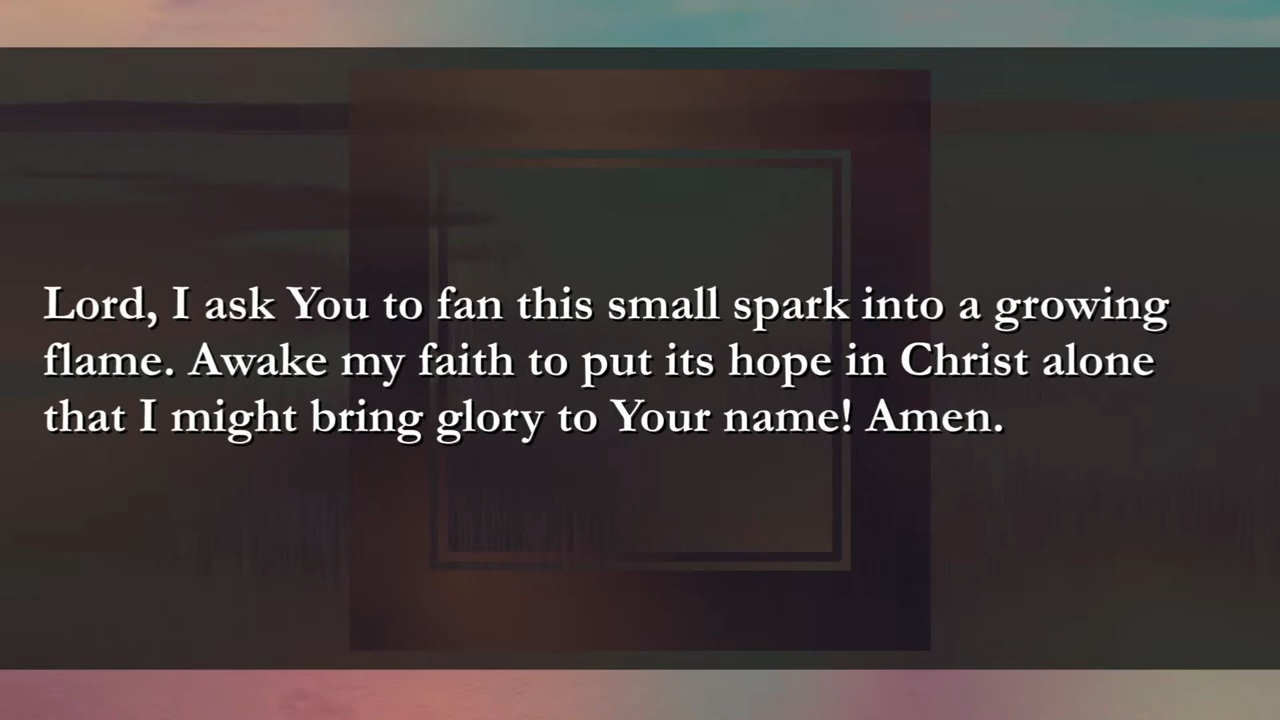 Lord, I ask You to fan this small spark into a growing
flame. Awake my faith to put its hope in Christ alone
that I might bring glory to Your name! Amen.